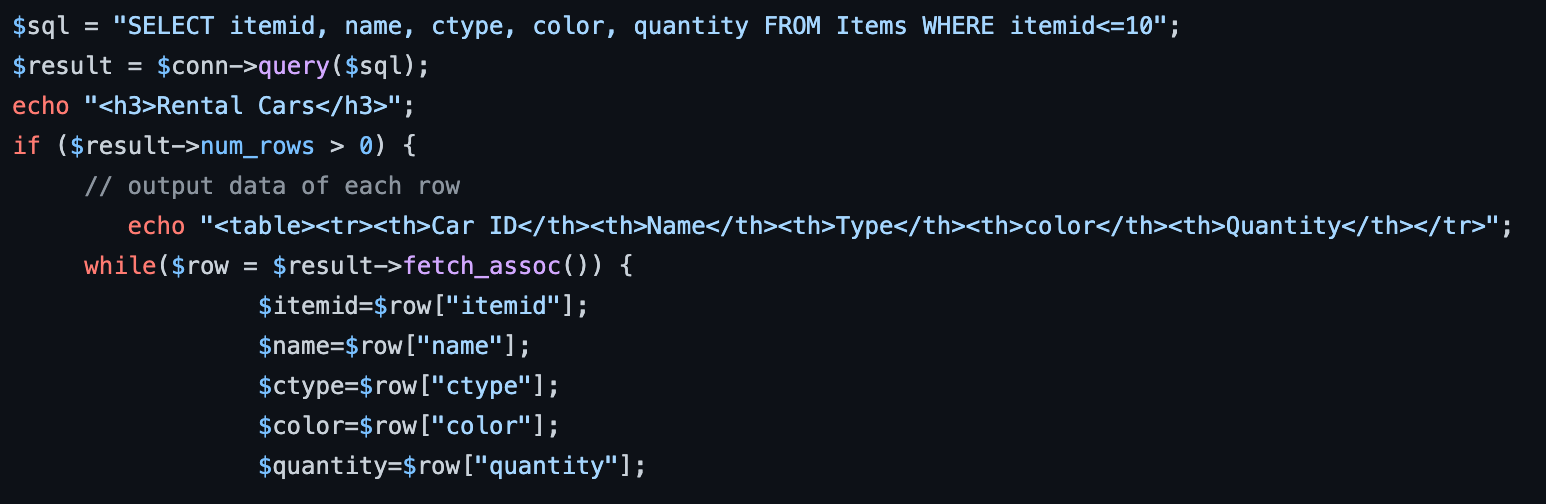 $sql = "SELECT itemid, name, ctype, color, quantity FROM Items WHERE itemid<=10";
$result = $conn->query($sql);
echo "<h3>Rental Cars</h3>";
if ($result->num_rows > 0) {
     // output data of each row
        echo "<table><tr><th>Car ID</th><th>Name</th><th>Type</th><th>color</th><th>Quantity</th></tr>";
     while($row = $result->fetch_assoc()) {
                 $itemid=$row["itemid"];
                 $name=$row["name"];
                 $ctype=$row["ctype"];
                 $color=$row["color"];
                 $quantity=$row["quantity"];